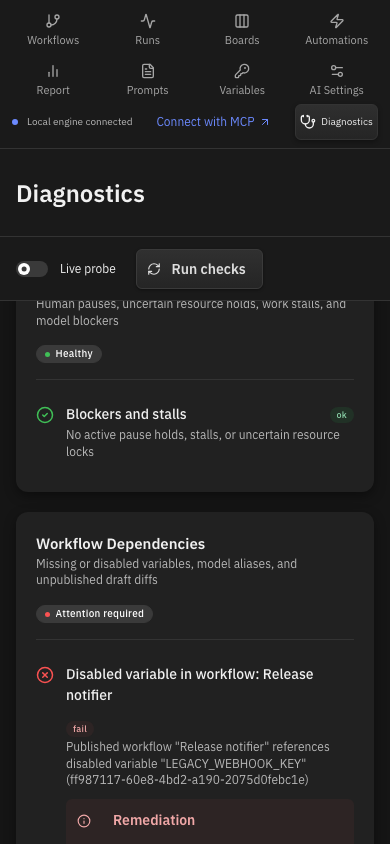 Workflows
Runs
Boards
Automations
Report
Prompts
Variables
AI Settings
Local engine connected
Connect with MCP
Diagnostics
Diagnostics
Live probe
Run checks
Human pauses, uncertain resource holds, work stalls, and
model blockers
Healthy
Blockers and stalls
ok
No active pause holds, stalls, or uncertain resource
locks
Workflow Dependencies
Missing or disabled variables, model aliases, and
unpublished draft diffs
Attention required
Disabled variable in workflow: Release
notifier
fail
Published workflow "Release notifier" references
disabled variable "LEGACY_WEBHOOK_KEY"
(ff987117-60e8-4bd2-a190-2075d0febc1e)
Remediation